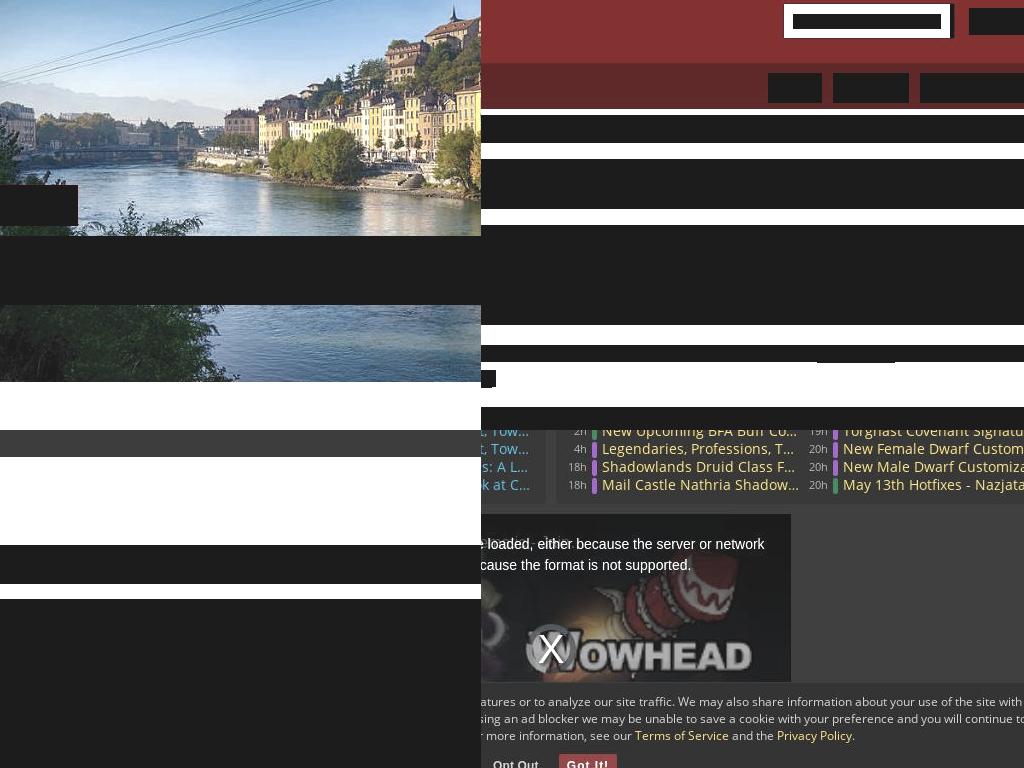 t, Tow...
t, Tow...
s: A L...
k at C...
2h New Upcoming BFA Buff Co...
4h Legendaries, Professions, T...
18h Shadowlands Druid Class F...
18h Mail Castle Nathria Shadow...
19h Torghast Covenant Signatu
20h New Female Dwarf Custom
20h New Male Dwarf Customiza
20h May 13th Hotfixes - Nazjata
loaded, either because the server or network
cause the format is not supported.
X
WOWHEAD
atures or to analyze our site traffic. We may also share information about your use of the site with
sing an ad blocker we may be unable to save a cookie with your preference and you will continue to
r more information, see our Terms of Service and the Privacy Policy.
Opt Out
Got It!